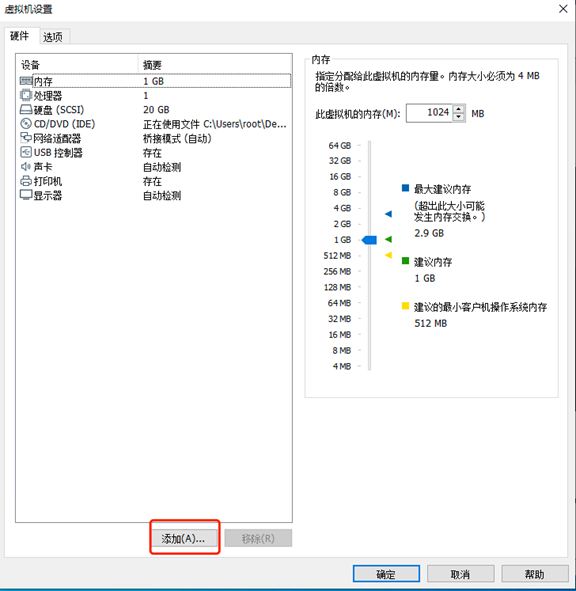 虚拟机设置
硬件 选项
设备 摘要
内存 1 GB
处理器 1
硬盘 (SCSI) 20 GB
CD/DVD (IDE) 正在使用文件 C:\Users\root\De...
网络适配器 桥接模式 (自动)
USB 控制器 存在
声卡 自动检测
打印机 存在
显示器 自动检测
添加(A)... 移除(R)
内存
指定分配给此虚拟机的内存量。内存大小必须为 4 MB
的倍数。
此虚拟机的内存(M): 1024 MB
64 GB
32 GB
16 GB
8 GB
4 GB
2 GB
1 GB
512 MB
256 MB
128 MB
64 MB
32 MB
16 MB
8 MB
4 MB
最大建议内存
(超出此大小可能
发生内存交换。)
2.9 GB
建议内存
1 GB
建议的最小客户机操作系统内存
512 MB
确定 取消 帮助